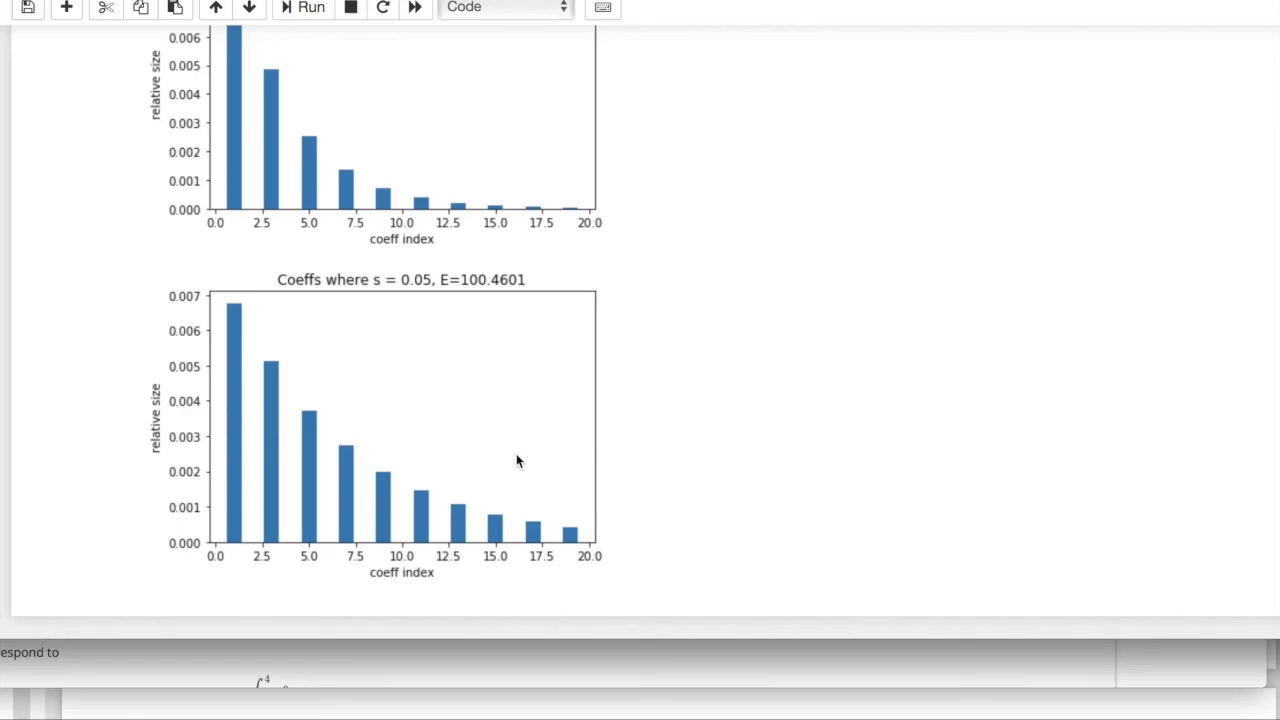 Run
Code
0.006
0.005
0.004
0.003
0.002
0.001
0.000
relative size
0.0 2.5 5.0 7.5 10.0 12.5 15.0 17.5 20.0
coeff index
Coeffs where s = 0.05, E=100.4601
0.007
0.006
0.005
0.004
0.003
0.002
0.001
0.000
relative size
0.0 2.5 5.0 7.5 10.0 12.5 15.0 17.5 20.0
coeff index
espond to
4